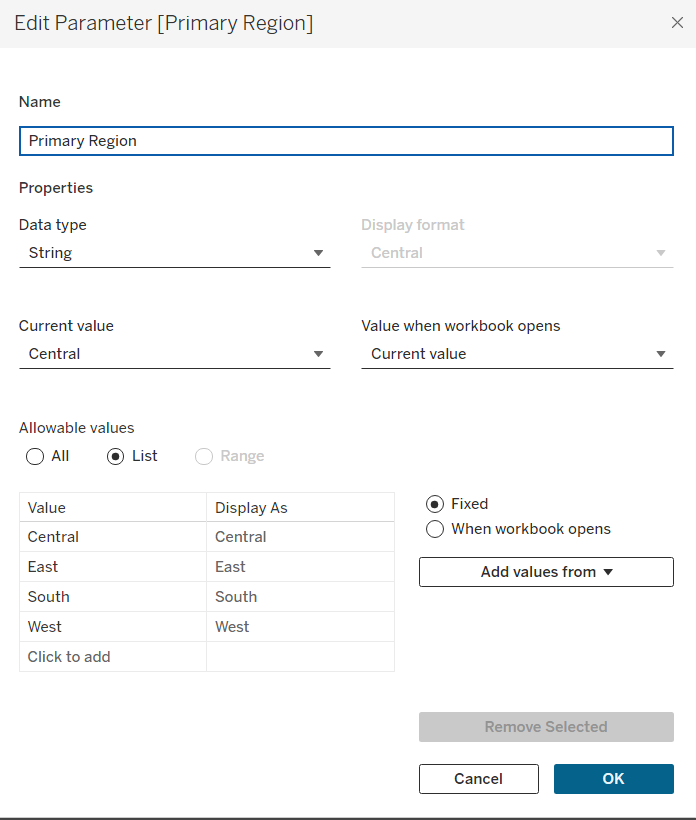 Edit Parameter [Primary Region]
Name
Primary Region
Properties
Data type
Display format
String
Central
Current value
Value when workbook opens
Central
Current value
Allowable values
All
List
Range
Value
Display As
Central
Central
East
East
South
South
West
West
Click to add
Fixed
When workbook opens
Add values from
Remove Selected
Cancel
OK